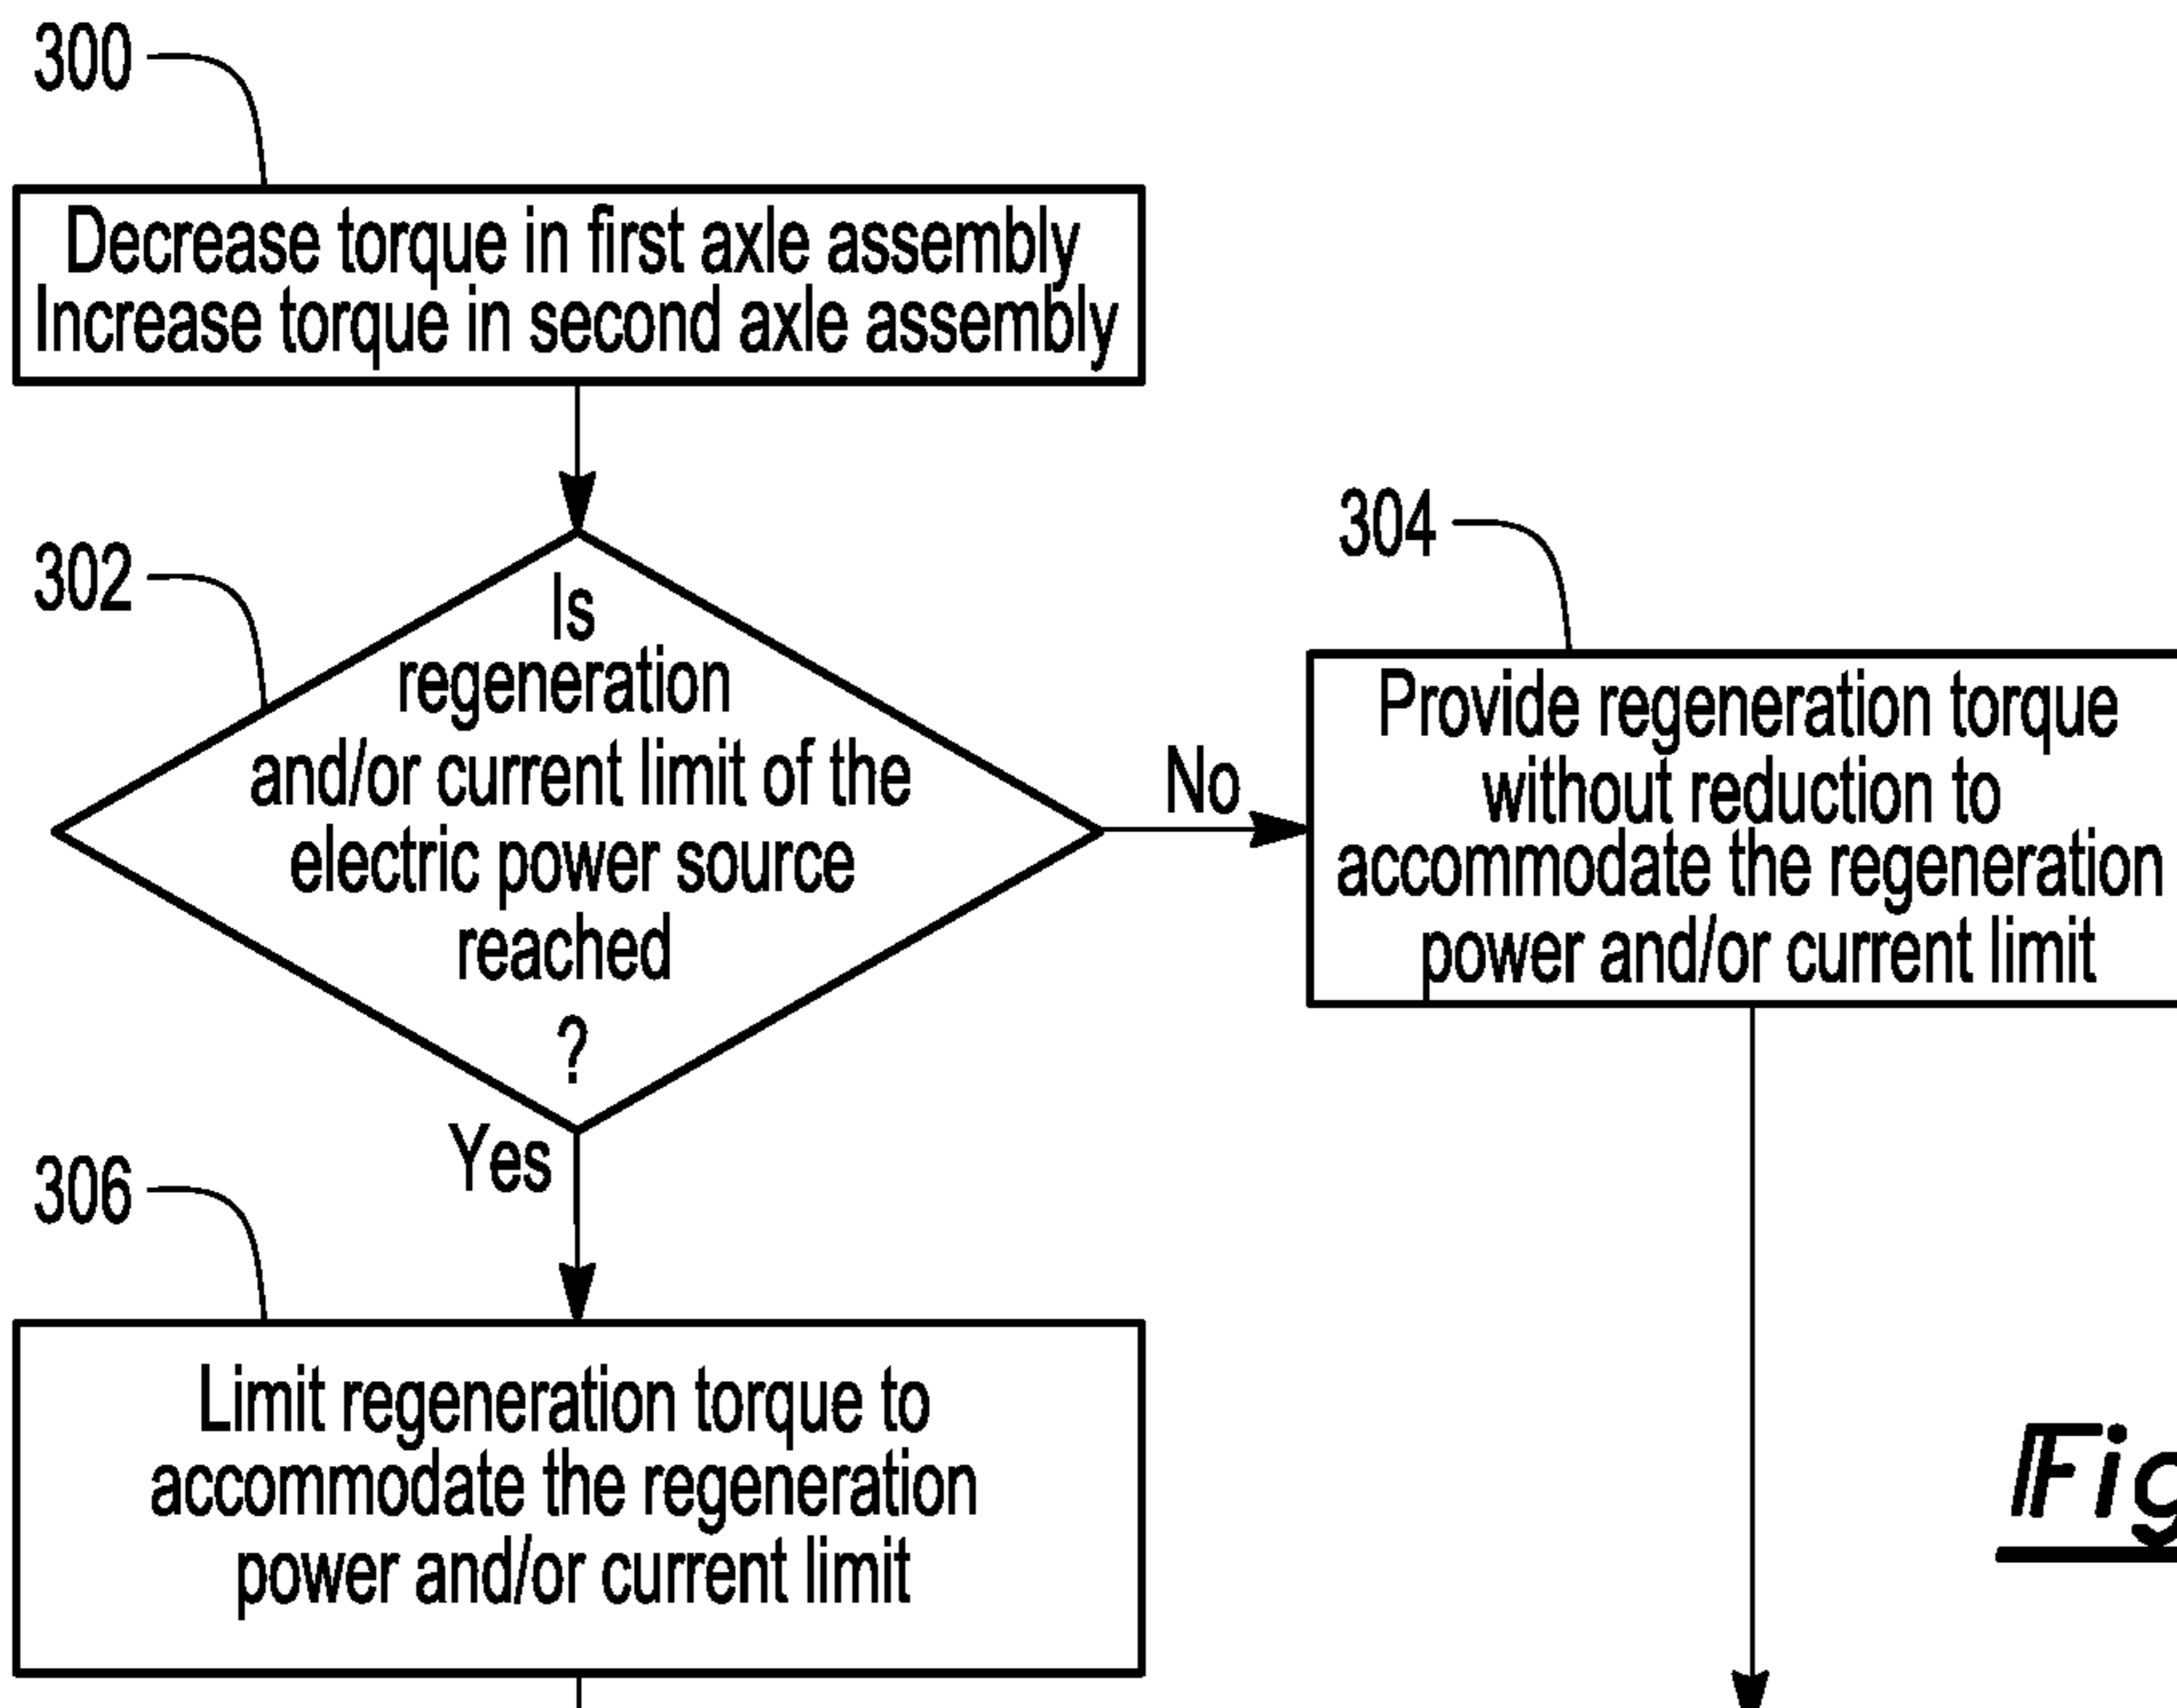 300
Decrease torque in first axle assembly
Increase torque in second axle assembly
302
Is
regeneration
and/or current limit of the
electric power source
reached
?
No
304
Provide regeneration torque
without reduction to
accommodate the regeneration
power and/or current limit
Yes
306
Limit regeneration torque to
accommodate the regeneration
power and/or current limit
Fig